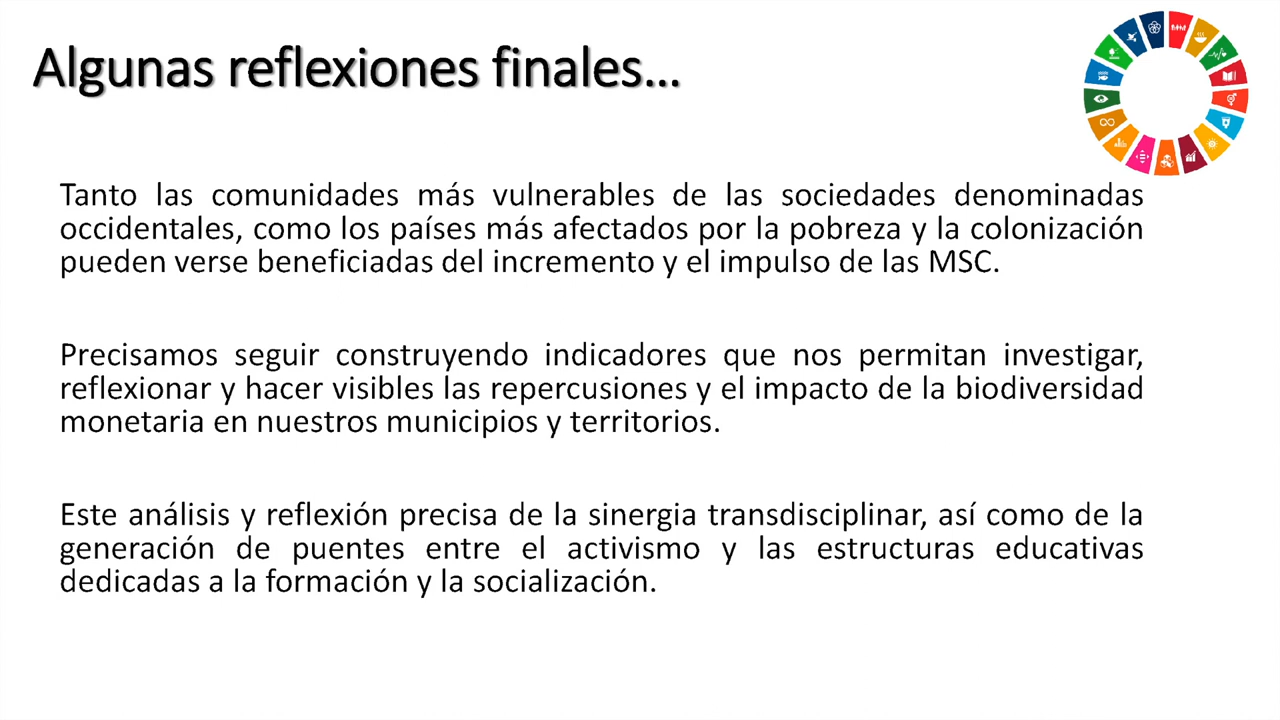 Algunas reflexiones finales...
Tanto las comunidades más vulnerables de las sociedades denominadas
occidentales, como los países más afectados por la pobreza y la colonización
pueden verse beneficiadas del incremento y el impulso de las MSC.
Precisamos seguir construyendo indicadores que nos permitan investigar,
reflexionar y hacer visibles las repercusiones y el impacto de la biodiversidad
monetaria en nuestros municipios y territorios.
Este análisis y reflexión precisa de la sinergia transdisciplinar, así como de la
generación de puentes entre el activismo y las estructuras educativas
dedicadas a la formación y la socialización.